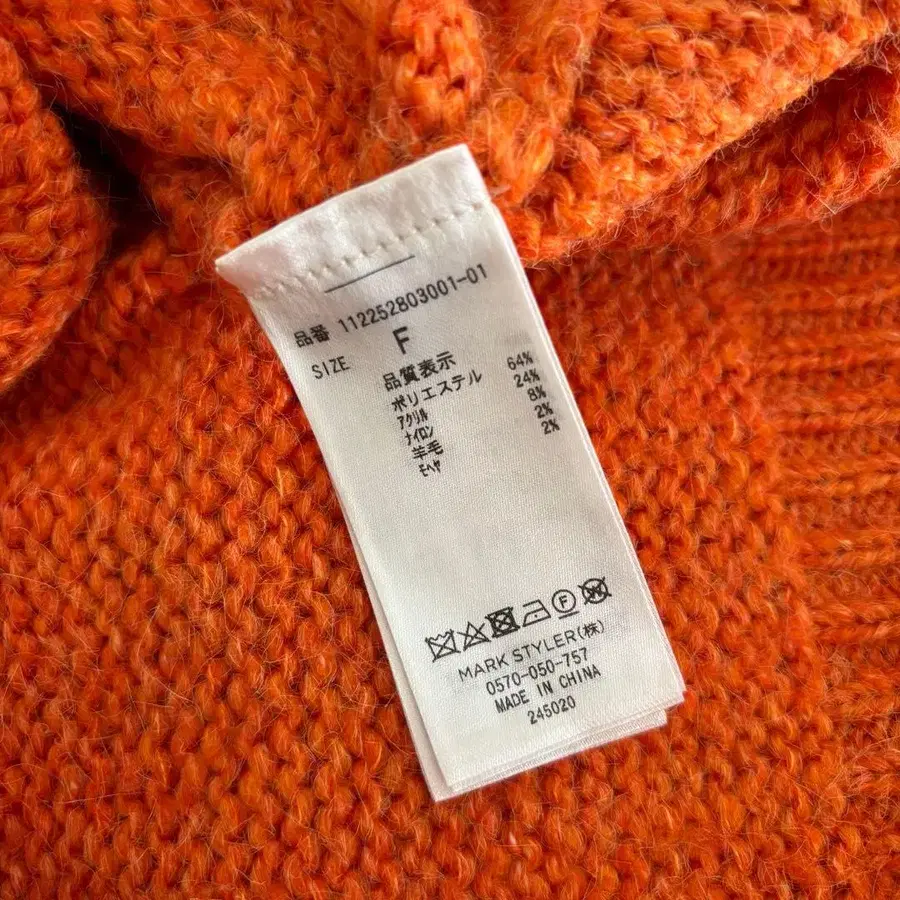 品番 112252803001-01
SIZE F
品質表示
ポリエステル 64%
アクリル 24%
ナイロン 8%
羊毛 2%
モヘヤ 2%
F W
MARK STYLER(株)
0570-050-757
MADE IN CHINA
245020